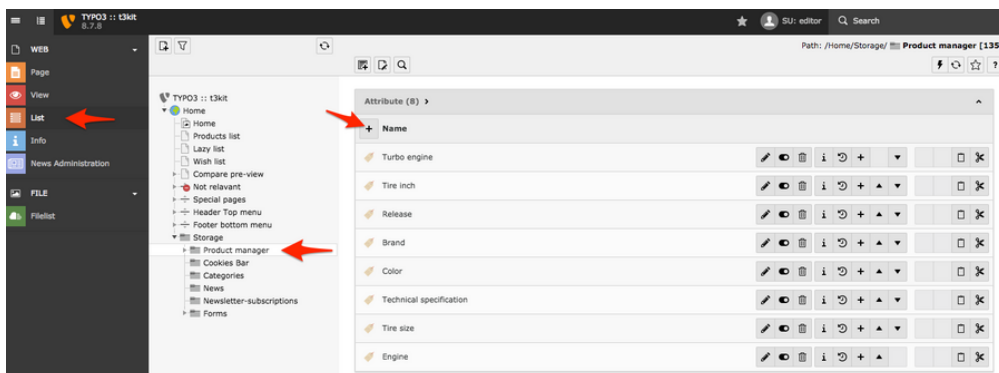 TYPO3 :: t3kit
8.7.8
SU: editor
Search
WEB
Page
View
List
Info
News Administration
FILE
Filelist
Path: /Home/Storage/ Product manager [135
TYPO3 :: t3kit
Home
Home
Products list
Lazy list
Wish list
Compare pre-view
Not relavant
Special pages
Header Top menu
Footer bottom menu
Storage
Product manager
Cookies Bar
Categories
News
Newsletter-subscriptions
Forms
Attribute (8)
Name
Turbo engine
Tire inch
Release
Brand
Color
Technical specification
Tire size
Engine